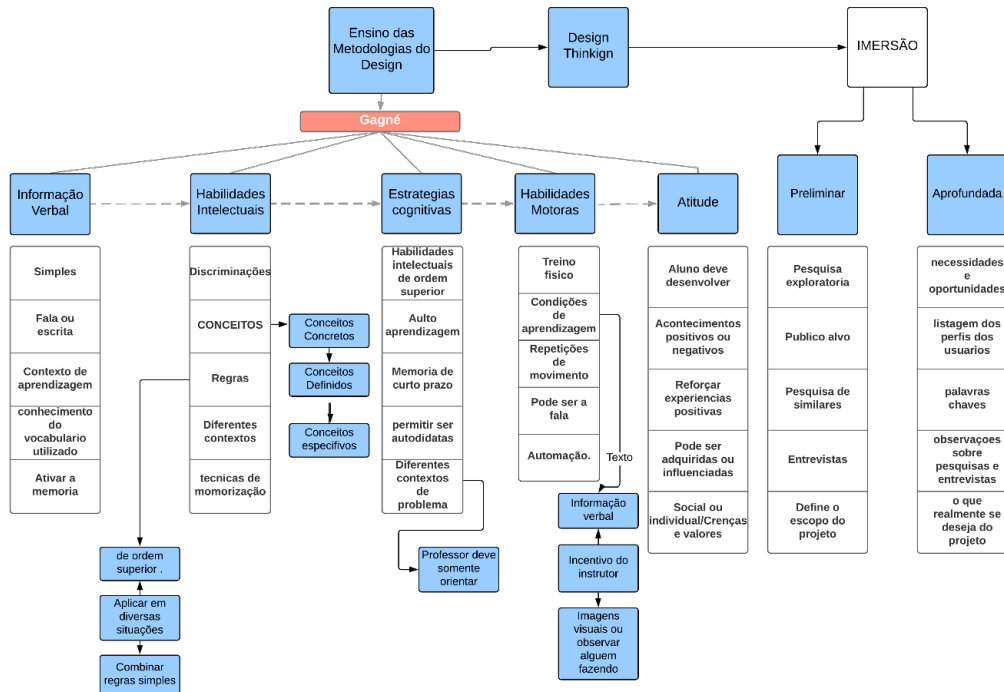 Ensino das
Metodologias do
Design
Design
Thinkign
IMERSÃO
Gagné
Informação
Verbal
Habilidades
Intelectuais
Estrategias
cognitivas
Habilidades
Motoras
Atitude
Preliminar
Aprofundada
Simples
Fala ou
escrita
Contexto de
aprendizagem
conhecimento
do
vocabulario
utilizado
Ativar a
memoria
Discriminações
CONCEITOS
Regras
Diferentes
contextos
tecnicas de
momorização
Conceitos
Concretos
Conceitos
Definidos
Conceitos
especifivos
Habilidades
intelectuais
de ordem
superior
Aulto
aprendizagem
Memoria de
curto prazo
permitir ser
autodidatas
Diferentes
contextos
de
problema
Treino
fisico
Condições
de
aprendizagem
Repetições
de
movimento
Pode ser a
fala
Automação.
Texto
Aluno deve
desenvolver
Acontecimentos
positivos ou
negativos
Reforçar
experiencias
positivas
Pode ser
adquiridas ou
influenciadas
Social ou
individual/Crenças
e valores
Pesquisa
exploratoria
Publico alvo
Pesquisa de
similares
Entrevistas
Define o
escopo do
projeto
necessidades
e
oportunidades
listagem dos
perfis dos
usuarios
palavras
chaves
observaçoes
sobre
pesquisas e
entrevistas
o que
realmente se
deseja do
projeto
de ordem
superior .
Aplicar em
diversas
situações
Combinar
regras simples
Professor deve
somente
orientar
Informação
verbal
Incentivo do
instrutor
Imagens
visuais ou
observar
alguem
fazendo